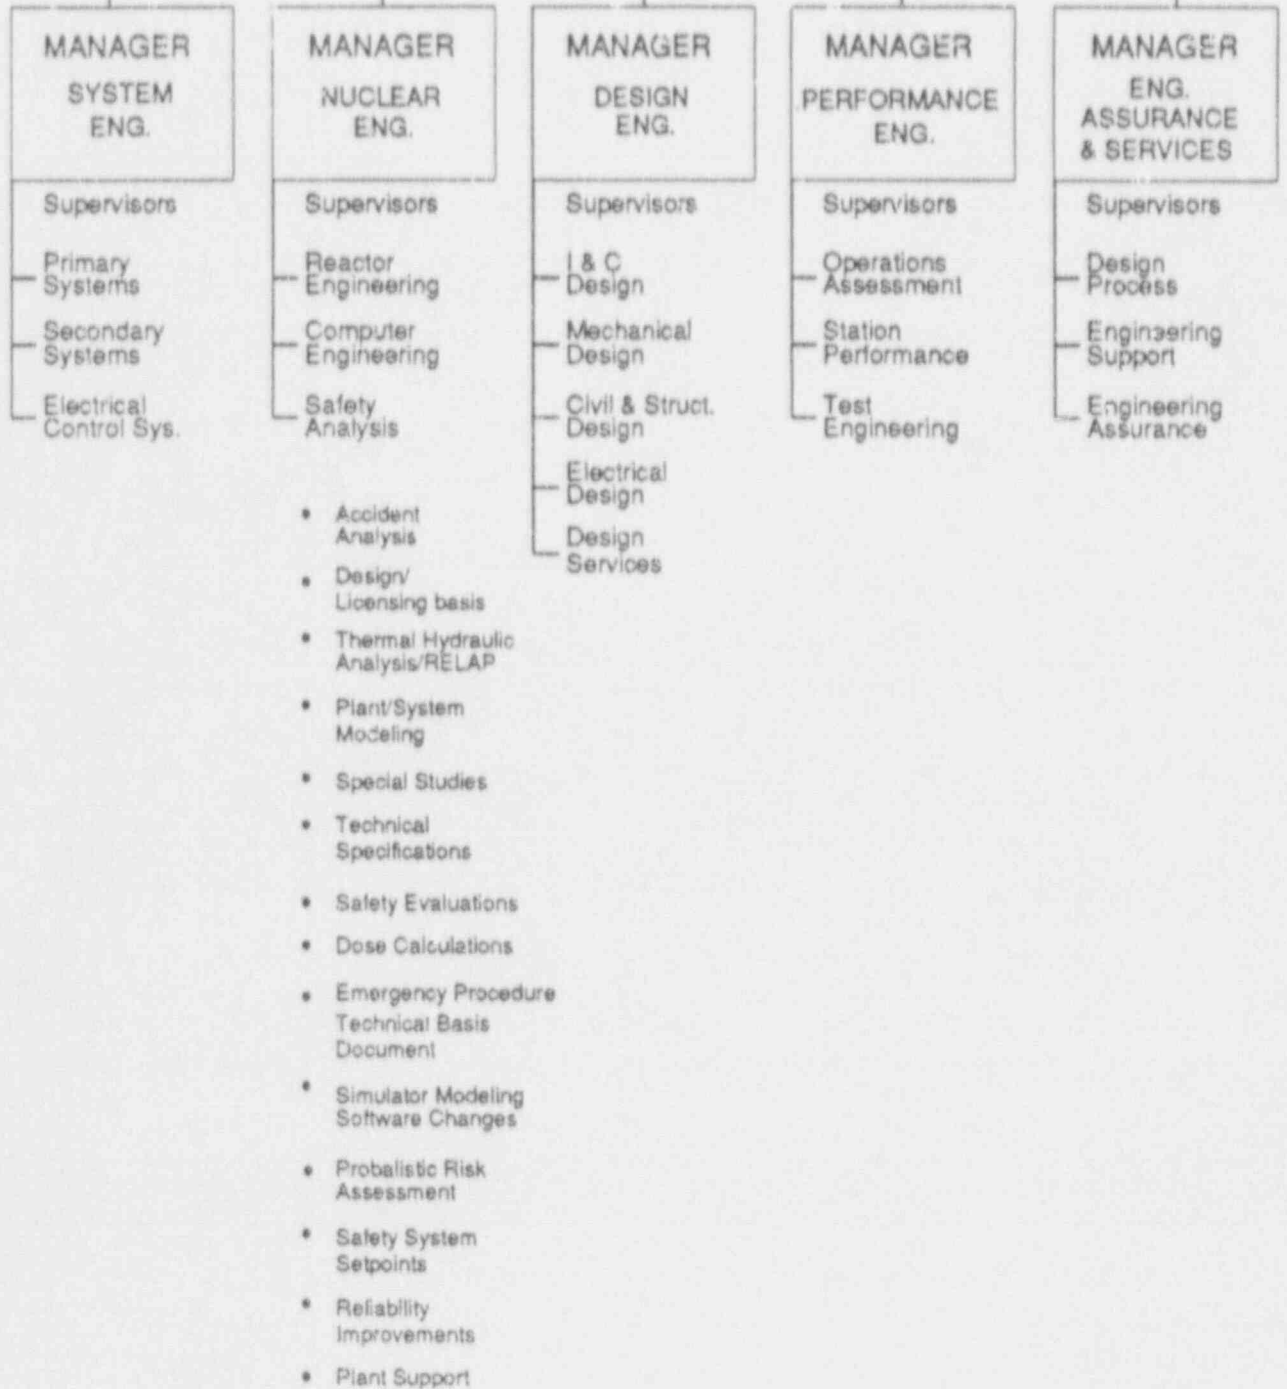 MANAGER
SYSTEM
ENG.
Supervisors
Primary
Systems
Secondary
Systems
Electrical
Control Sys.
MANAGER
NUCLEAR
ENG.
Supervisors
Reactor
Engineering
Computer
Engineering
Safety
Analysis
• Accident
Analysis
• Design/
Licensing basis
• Thermal Hydraulic
Analysis/RELAP
• Plant/System
Modeling
• Special Studies
• Technical
Specifications
• Safety Evaluations
• Dose Calculations
• Emergency Procedure
Technical Basis
Document
• Simulator Modeling
Software Changes
• Probalistic Risk
Assessment
• Safety System
Setpoints
• Reliability
Improvements
• Plant Support
MANAGER
DESIGN
ENG.
Supervisors
I & C
Design
Mechanical
Design
Civil & Struct.
Design
Electrical
Design
Design
Services
MANAGER
PERFORMANCE
ENG.
Supervisors
Operations
Assessment
Station
Performance
Test
Engineering
MANAGER
ENG.
ASSURANCE
& SERVICES
Supervisors
Design
Process
Engineering
Support
Engineering
Assurance